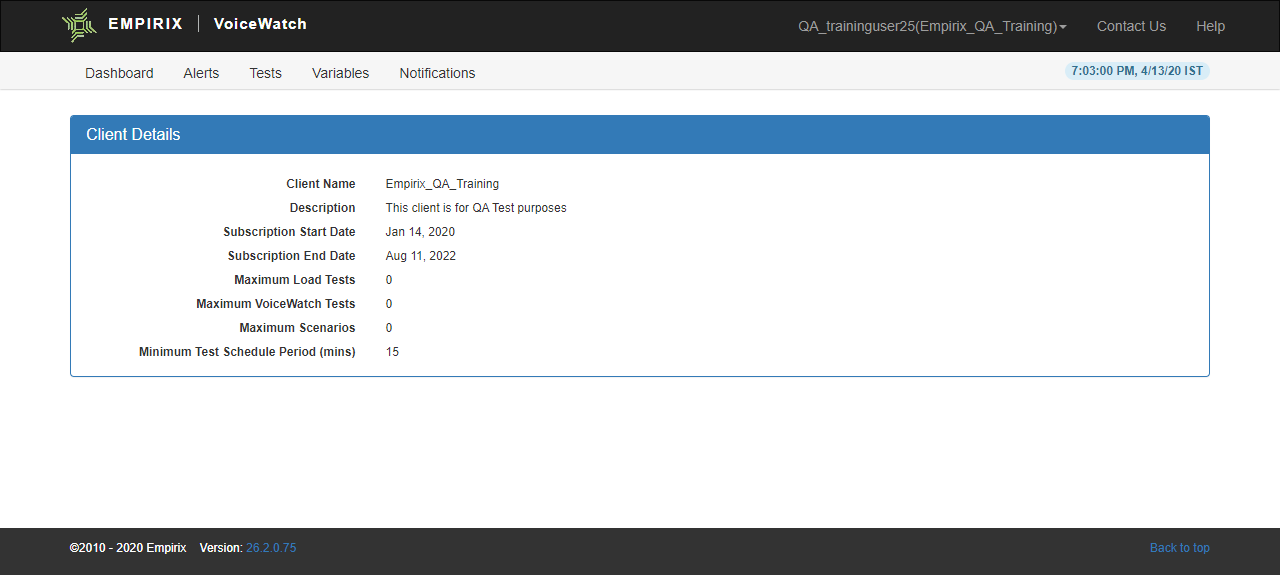 EMPIRIX | VoiceWatch QA_traininguser25(Empirix_QA_Training) Contact Us Help
Dashboard Alerts Tests Variables Notifications 7:03:00 PM, 4/13/20 IST
Client Details
Client Name Empirix_QA_Training
Description This client is for QA Test purposes
Subscription Start Date Jan 14, 2020
Subscription End Date Aug 11, 2022
Maximum Load Tests 0
Maximum VoiceWatch Tests 0
Maximum Scenarios 0
Minimum Test Schedule Period (mins) 15
©2010 - 2020 Empirix Version: 26.2.0.75 Back to top